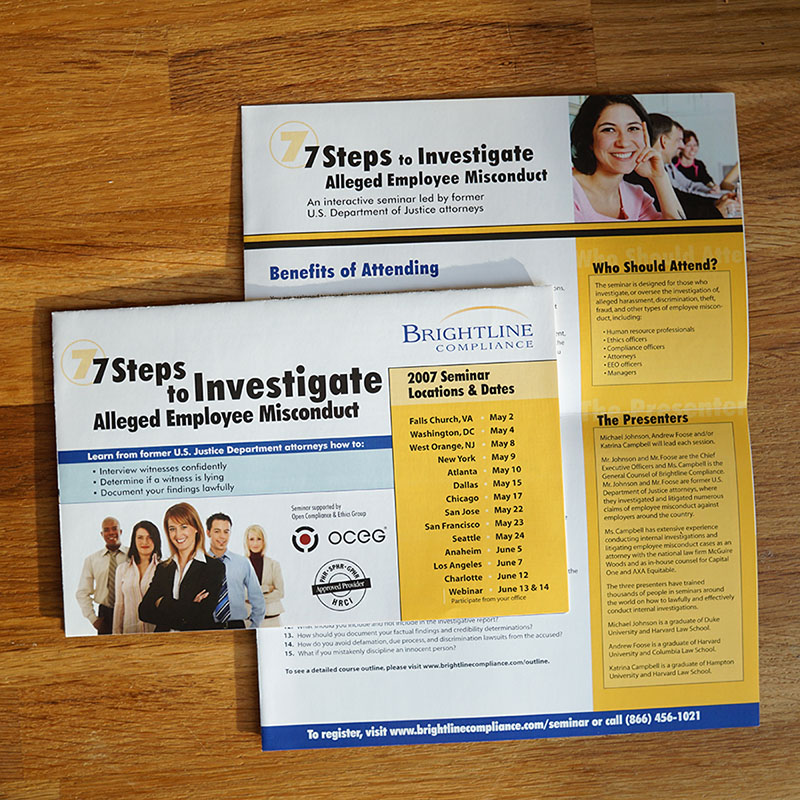 7 7 Steps to Investigate
Alleged Employee Misconduct
An interactive seminar led by former
U.S. Department of Justice attorneys
Benefits of Attending
Who Should Attend?
The seminar is designed for those who
investigate, or oversee the investigation of,
alleged harassment, discrimination, theft,
fraud, and other types of employee miscon-
duct, including:
• Human resource professionals
• Ethics officers
• Compliance officers
• Attorneys
• EEO officers
• Managers
The Presenters
Michael Johnson, Andrew Foose and/or
Katrina Campbell will lead each session.
Mr. Johnson and Mr. Foose are the Chief
Executive Officers and Ms. Campbell is the
General Counsel of Brightline Compliance.
Mr. Johnson and Mr. Foose are former U.S.
Department of Justice attorneys, where
they investigated and litigated numerous
claims of employee misconduct against
employers around the country.
Ms. Campbell has extensive experience
conducting internal investigations and
litigating employee misconduct cases as an
attorney with the national law firm McGuire
Woods and as in-house counsel for Capital
One and AXA Equitable.
The three presenters have trained
thousands of people in seminars around
the world on how to lawfully and effectively
conduct internal investigations.
Michael Johnson is a graduate of Duke
University and Harvard Law School.
Andrew Foose is a graduate of Harvard
University and Columbia Law School.
Katrina Campbell is a graduate of Hampton
University and Harvard Law School.
7 7 Steps
to Investigate
Alleged Employee Misconduct
BRIGHTLINE
COMPLIANCE
Learn from former U.S. Justice Department attorneys how to:
• Interview witnesses confidently
• Determine if a witness is lying
• Document your findings lawfully
Seminar supported by
Open Compliance & Ethics Group
OCEG
PHR • SPHR • GPHR
Approved Provider
HRCI
2007 Seminar
Locations & Dates
Falls Church, VA • May 2
Washington, DC • May 4
West Orange, NJ • May 8
New York • May 9
Atlanta • May 10
Dallas • May 15
Chicago • May 17
San Jose • May 22
San Francisco • May 23
Seattle • May 24
Anaheim • June 5
Los Angeles • June 7
Charlotte • June 12
Webinar • June 13 & 14
Participate from your office
12. What should you include and not include in the investigative report?
13. How should you document your factual findings and credibility determinations?
14. How do you avoid defamation, due process, and discrimination lawsuits from the accused?
15. What if you mistakenly discipline an innocent person?
To see a detailed course outline, please visit www.brightlinecompliance.com/outline.
To register, visit www.brightlinecompliance.com/seminar or call (866) 456-1021